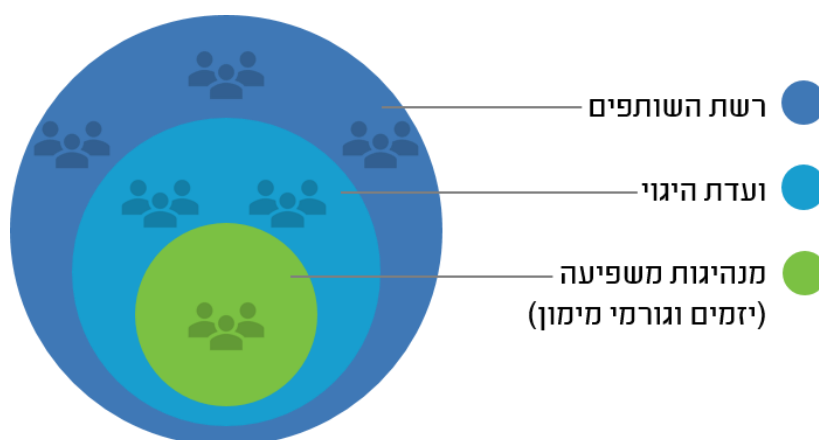 רשת השותפים
ועדת היגוי
מנהיגות משפיעה
(יזמים וגורמי מימון)